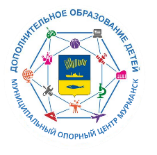 ДОПОЛНИТЕЛЬНОЕ ОБРАЗОВАНИЕ ДЕТЕЙ
МУНИЦИПАЛЬНЫЙ ОПОРНЫЙ ЦЕНТР МУРМАНСК